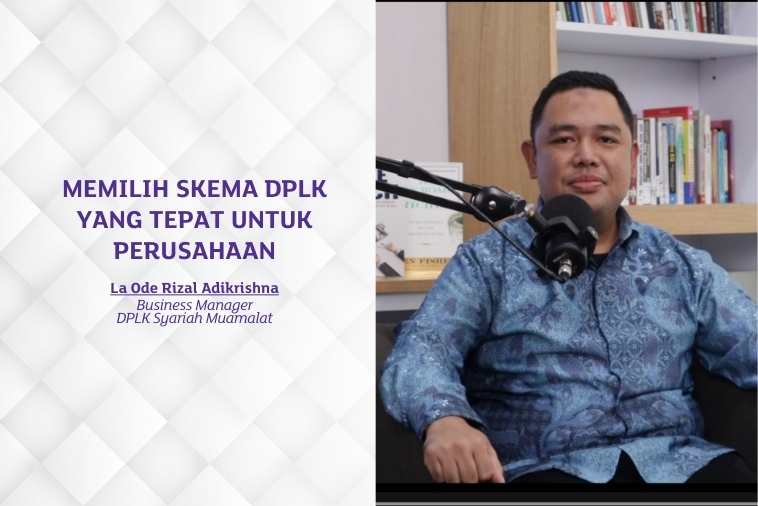 MEMILIH SKEMA DPLK
YANG TEPAT UNTUK
PERUSAHAAN
La Ode Rizal Adikrishna
Business Manager
DPLK Syariah Muamalat